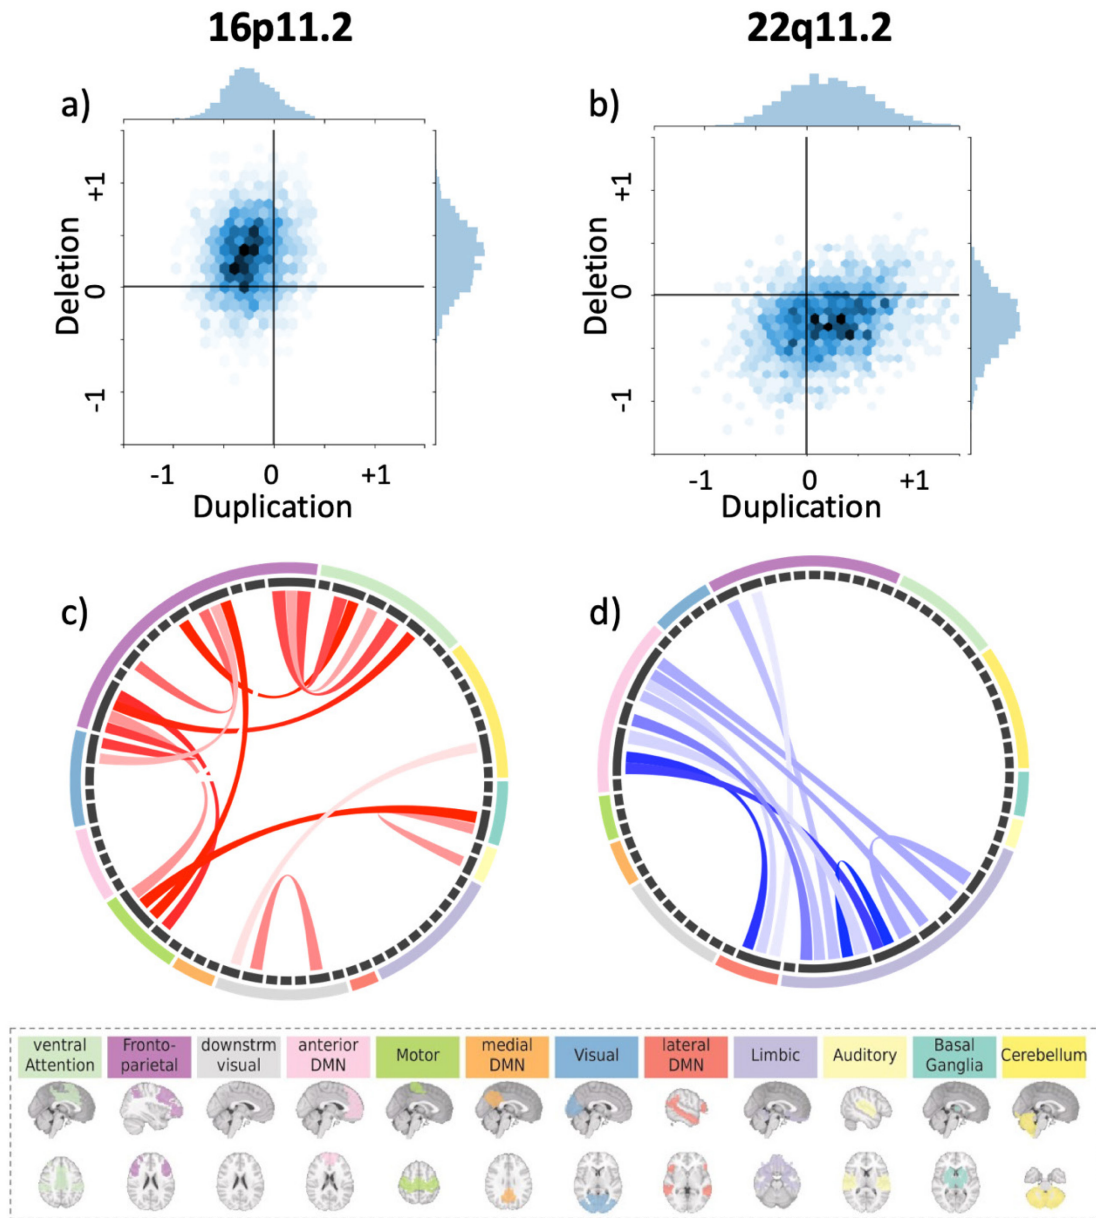 16p11.2
22q11.2
a)
b)
Deletion
+1
0
-1
Deletion
+1
0
-1
-1 0 +1
Duplication
-1 0 +1
Duplication
c)
d)
ventral
Attention
Fronto-
parietal
downstrm
visual
anterior
DMN
Motor
medial
DMN
Visual
lateral
DMN
Limbic
Auditory
Basal
Ganglia
Cerebellum